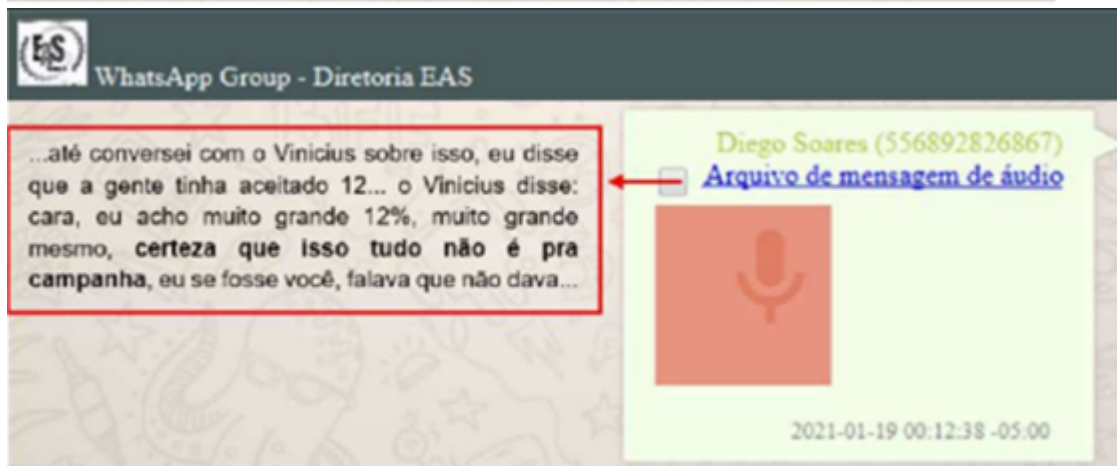 EAS
WhatsApp Group - Diretoria EAS
...até conversei com o Vinicius sobre isso, eu disse
que a gente tinha aceitado 12... o Vinicius disse:
cara, eu acho muito grande 12%, muito grande
mesmo, certeza que isso tudo não é pra
campanha, eu se fosse você, falava que não dava...
Diego Soares (556892826867)
Arquivo de mensagem de áudio
2021-01-19 00:12:38 -05:00